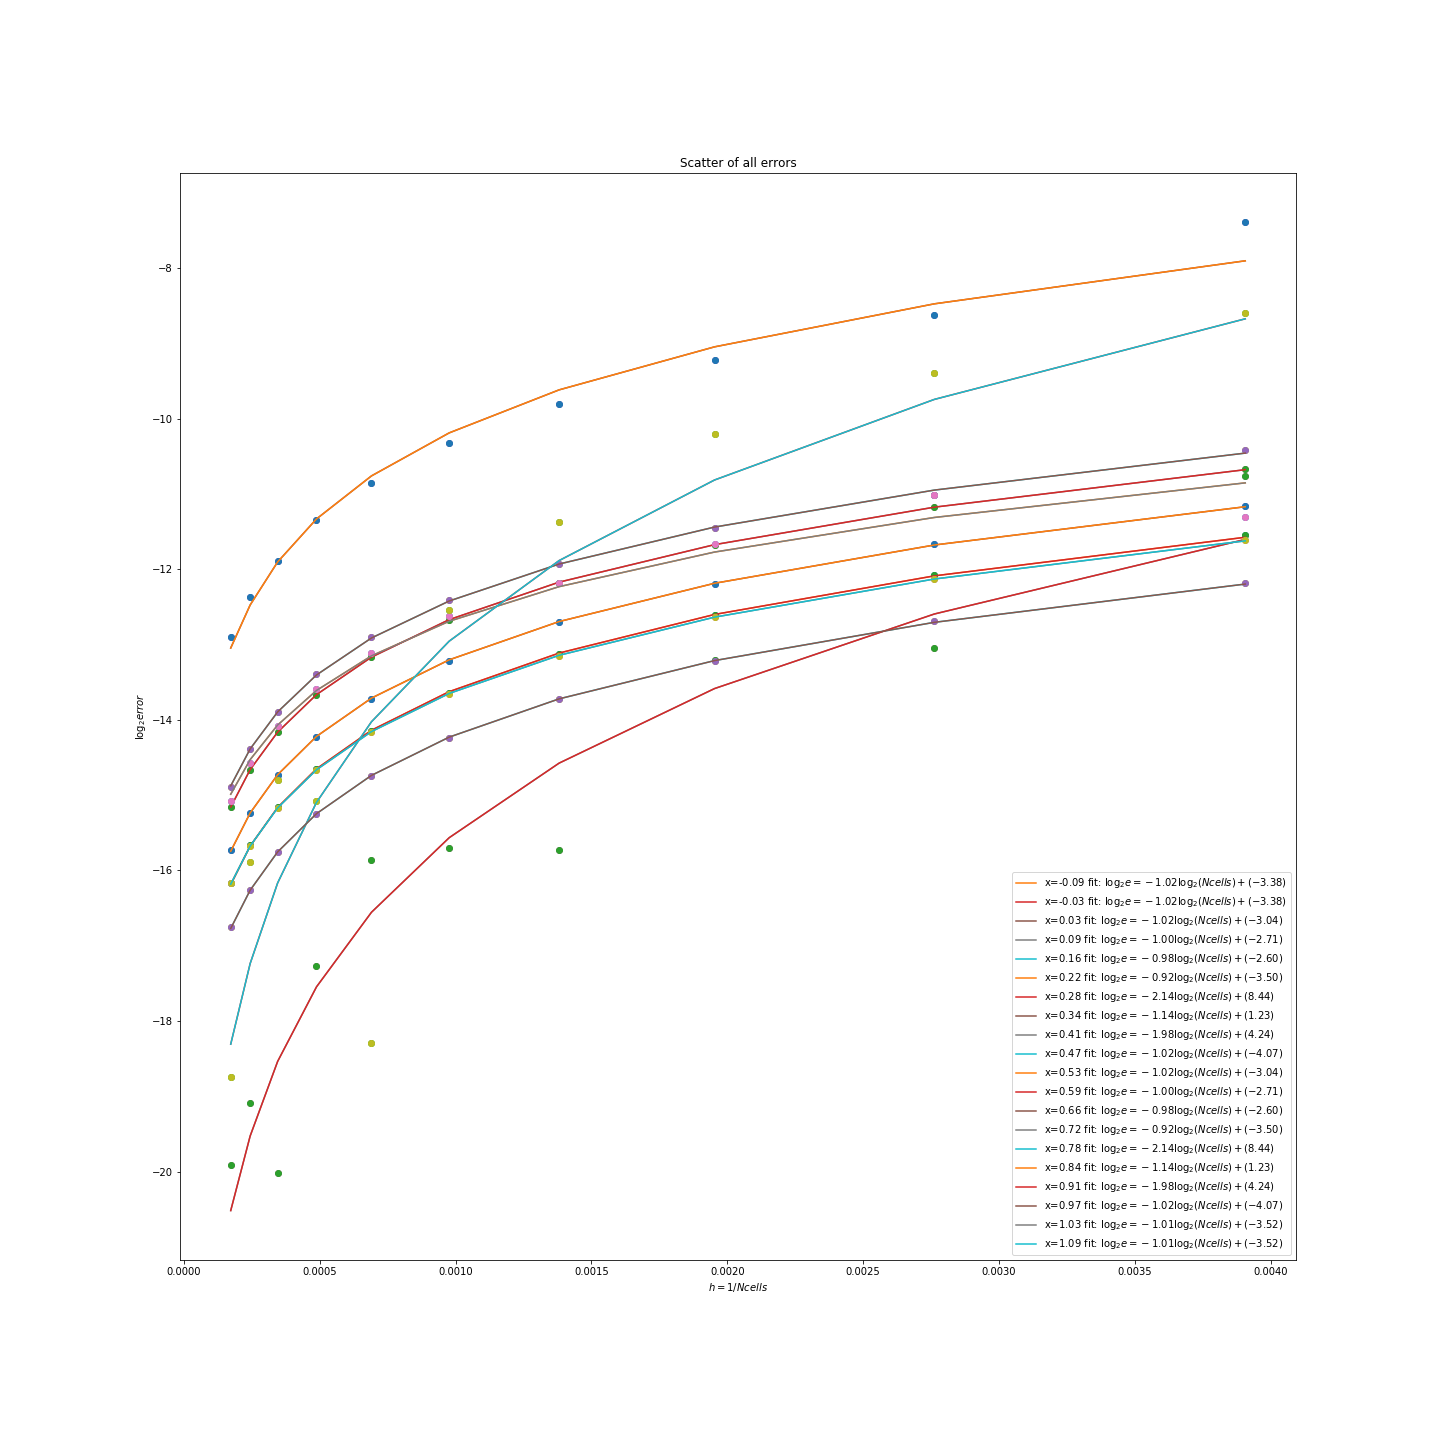 Scatter of all errors
log₂error
−8
−10
−12
−14
−16
−18
−20
0.0000 0.0005 0.0010 0.0015 0.0020 0.0025 0.0030 0.0035 0.0040
h = 1/Ncells
x=-0.09 fit: log₂e = −1.02log₂(Ncells) + (−3.38)
x=-0.03 fit: log₂e = −1.02log₂(Ncells) + (−3.38)
x=0.03 fit: log₂e = −1.02log₂(Ncells) + (−3.04)
x=0.09 fit: log₂e = −1.00log₂(Ncells) + (−2.71)
x=0.16 fit: log₂e = −0.98log₂(Ncells) + (−2.60)
x=0.22 fit: log₂e = −0.92log₂(Ncells) + (−3.50)
x=0.28 fit: log₂e = −2.14log₂(Ncells) + (8.44)
x=0.34 fit: log₂e = −1.14log₂(Ncells) + (1.23)
x=0.41 fit: log₂e = −1.98log₂(Ncells) + (4.24)
x=0.47 fit: log₂e = −1.02log₂(Ncells) + (−4.07)
x=0.53 fit: log₂e = −1.02log₂(Ncells) + (−3.04)
x=0.59 fit: log₂e = −1.00log₂(Ncells) + (−2.71)
x=0.66 fit: log₂e = −0.98log₂(Ncells) + (−2.60)
x=0.72 fit: log₂e = −0.92log₂(Ncells) + (−3.50)
x=0.78 fit: log₂e = −2.14log₂(Ncells) + (8.44)
x=0.84 fit: log₂e = −1.14log₂(Ncells) + (1.23)
x=0.91 fit: log₂e = −1.98log₂(Ncells) + (4.24)
x=0.97 fit: log₂e = −1.02log₂(Ncells) + (−4.07)
x=1.03 fit: log₂e = −1.01log₂(Ncells) + (−3.52)
x=1.09 fit: log₂e = −1.01log₂(Ncells) + (−3.52)